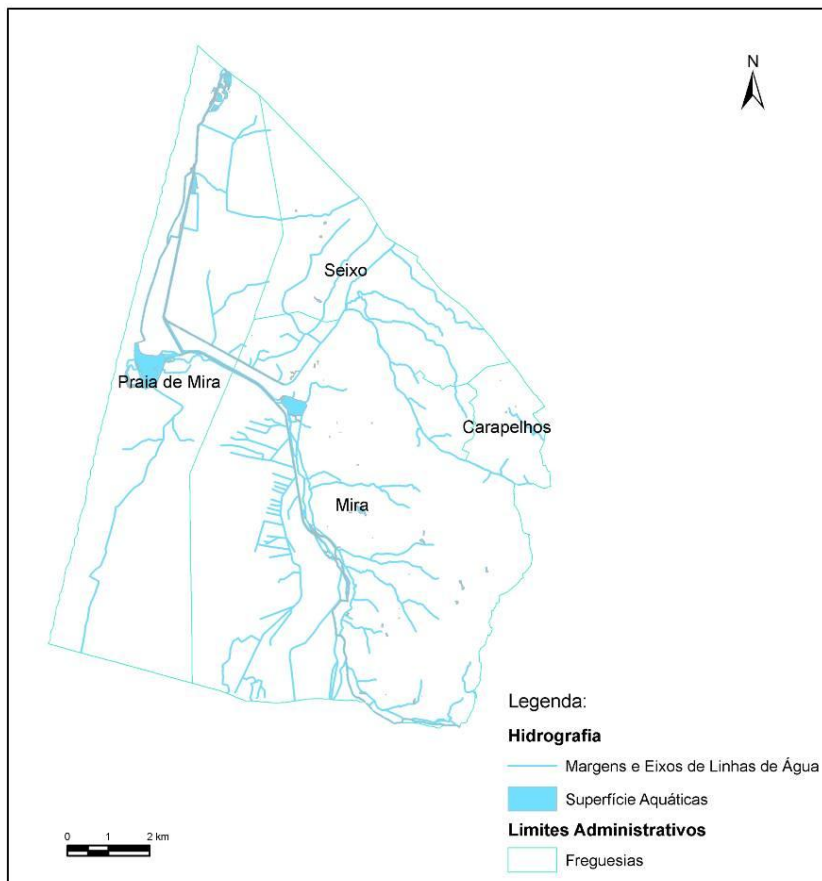 N
Seixo
Praia de Mira
Carapelhos
Mira
Legenda:
Hidrografia
Margens e Eixos de Linhas de Água
Superfície Aquáticas
Limites Administrativos
Freguesias
0 1 2 km